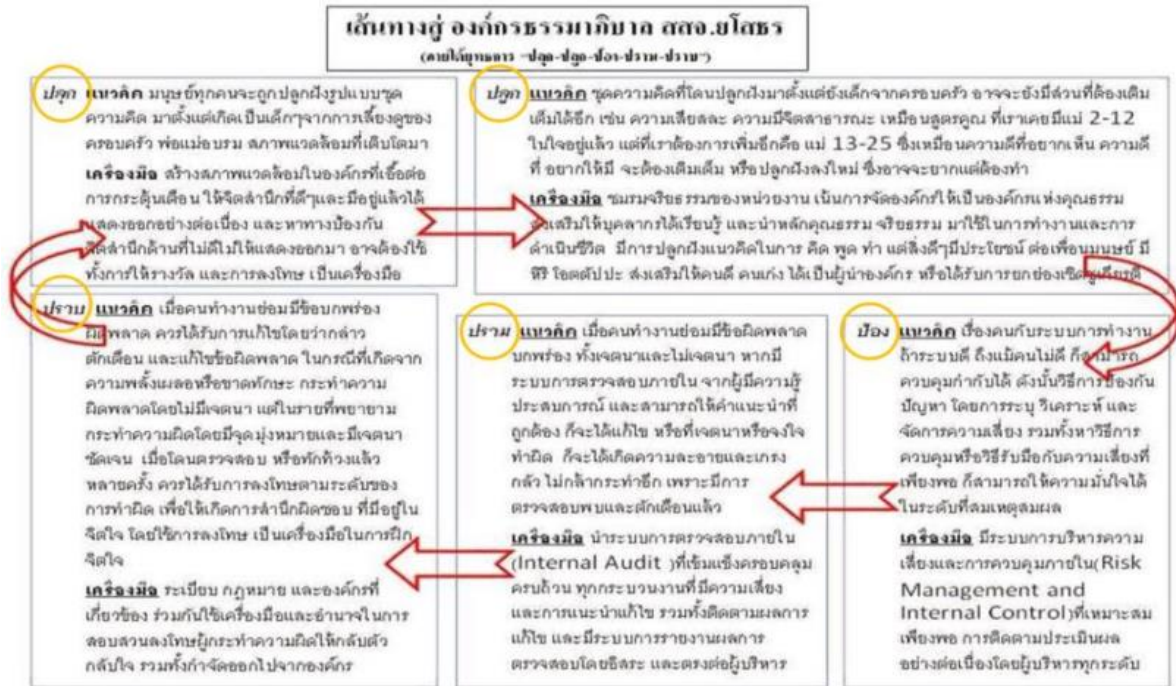 เส้นทางสู่ องค์กรธรรมาภิบาล สสจ.ยโสธร
(ภายใต้ยุทธการ "ปลุก-ปลูก-ป้อง-ปราม-ปราบ")
ปลุก แนวคิด มนุษย์ทุกคนจะถูกปลูกฝังรูปแบบชุด
ความคิด มาตั้งแต่เกิดเป็นเด็กๆจากการเลี้ยงดูของ
ครอบครัว พ่อแม่อบรม สภาพแวดล้อมที่เติบโตมา
เครื่องมือ สร้างสภาพแวดล้อมในองค์กรที่เอื้อต่อ
การกระตุ้นเตือน ให้จิตสำนึกที่ดีๆและมีอยู่แล้วได้
แสดงออกอย่างต่อเนื่อง และหาทางป้องกัน
จิตสำนึกด้านที่ไม่ดีไม่ให้แสดงออกมา อาจต้องใช้
ทั้งการให้รางวัล และการลงโทษ เป็นเครื่องมือ
ปลูก แนวคิด ชุดความคิดที่โดนปลูกฝังมาตั้งแต่ยังเด็กจากครอบครัว อาจจะยังมีส่วนที่ต้องเติม
เต็มได้อีก เช่น ความเสียสละ ความมีจิตสาธารณะ เหมือนสูตรคูณ ที่เราเคยมีแม่ 2-12
ในใจอยู่แล้ว แต่ที่เราต้องการเพิ่มอีกคือ แม่ 13-25 ซึ่งเหมือนความดีที่อยากเห็น ความดี
ที่ อยากให้มี จะต้องเติมเต็ม หรือปลูกฝังลงใหม่ ซึ่งอาจจะยากแต่ต้องทำ
เครื่องมือ ชมรมจริยธรรมของหน่วยงาน เน้นการจัดองค์กรให้เป็นองค์กรแห่งคุณธรรม
ส่งเสริมให้บุคลากรได้เรียนรู้ และนำหลักคุณธรรม จริยธรรม มาใช้ในการทำงานและการ
ดำเนินชีวิต มีการปลูกฝังแนวคิดในการ คิด พูด ทำ แต่สิ่งดีๆมีประโยชน์ ต่อเพื่อนมนุษย์ มี
หิริ โอตตัปปะ ส่งเสริมให้คนดี คนเก่ง ได้เป็นผู้นำองค์กร หรือได้รับการยกย่องเชิดชูเกียรติ
ป้อง แนวคิด เรื่องคนกับระบบการทำงาน
ถ้าระบบดี ถึงแม้คนไม่ดี ก็สามารถ
ควบคุมกำกับได้ ดังนั้นวิธีการป้องกัน
ปัญหา โดยการระบุ วิเคราะห์ และ
จัดการความเสี่ยง รวมทั้งหาวิธีการ
ควบคุมหรือวิธีรับมือกับความเสี่ยงที่
เพียงพอ ก็สามารถให้ความมั่นใจได้
ในระดับที่สมเหตุสมผล
เครื่องมือ มีระบบการบริหารความ
เสี่ยงและการควบคุมภายใน(Risk
Management and
Internal Control)ที่เหมาะสม
เพียงพอ การติดตามประเมินผล
อย่างต่อเนื่องโดยผู้บริหารทุกระดับ
ปราม แนวคิด เมื่อคนทำงานย่อมมีข้อผิดพลาด
บกพร่อง ทั้งเจตนาและไม่เจตนา หากมี
ระบบการตรวจสอบภายใน จากผู้มีความรู้
ประสบการณ์ และสามารถให้คำแนะนำที่
ถูกต้อง ก็จะได้แก้ไข หรือที่เจตนาหรือจงใจ
ทำผิด ก็จะได้เกิดความละอายและเกรง
กลัว ไม่กล้ากระทำอีก เพราะมีการ
ตรวจสอบพบและตักเตือนแล้ว
เครื่องมือ นำระบบการตรวจสอบภายใน
(Internal Audit )ที่เข้มแข็งครอบคลุม
ครบถ้วน ทุกกระบวนงานที่มีความเสี่ยง
และการแนะนำแก้ไข รวมทั้งติดตามผลการ
แก้ไข และมีระบบการรายงานผลการ
ตรวจสอบโดยอิสระ และตรงต่อผู้บริหาร
ปราบ แนวคิด เมื่อคนทำงานย่อมมีข้อบกพร่อง
ผิดพลาด ควรได้รับการแก้ไขโดยว่ากล่าว
ตักเตือน และแก้ไขข้อผิดพลาด ในกรณีที่เกิดจาก
ความพลั้งเผลอหรือขาดทักษะ กระทำความ
ผิดพลาดโดยไม่มีเจตนา แต่ในรายที่พยายาม
กระทำความผิดโดยมีจุดมุ่งหมายและมีเจตนา
ชัดเจน เมื่อโดนตรวจสอบ หรือทักท้วงแล้ว
หลายครั้ง ควรได้รับการลงโทษตามระดับของ
การทำผิด เพื่อให้เกิดการสำนึกผิดชอบ ที่มีอยู่ใน
จิตใจ โดยใช้การลงโทษ เป็นเครื่องมือในการฝึก
จิตใจ
เครื่องมือ ระเบียบ กฎหมาย และองค์กรที่
เกี่ยวข้อง ร่วมกันใช้เครื่องมือและอำนาจในการ
สอบสวนลงโทษผู้กระทำความผิดให้กลับตัว
กลับใจ รวมทั้งกำจัดออกไปจากองค์กร